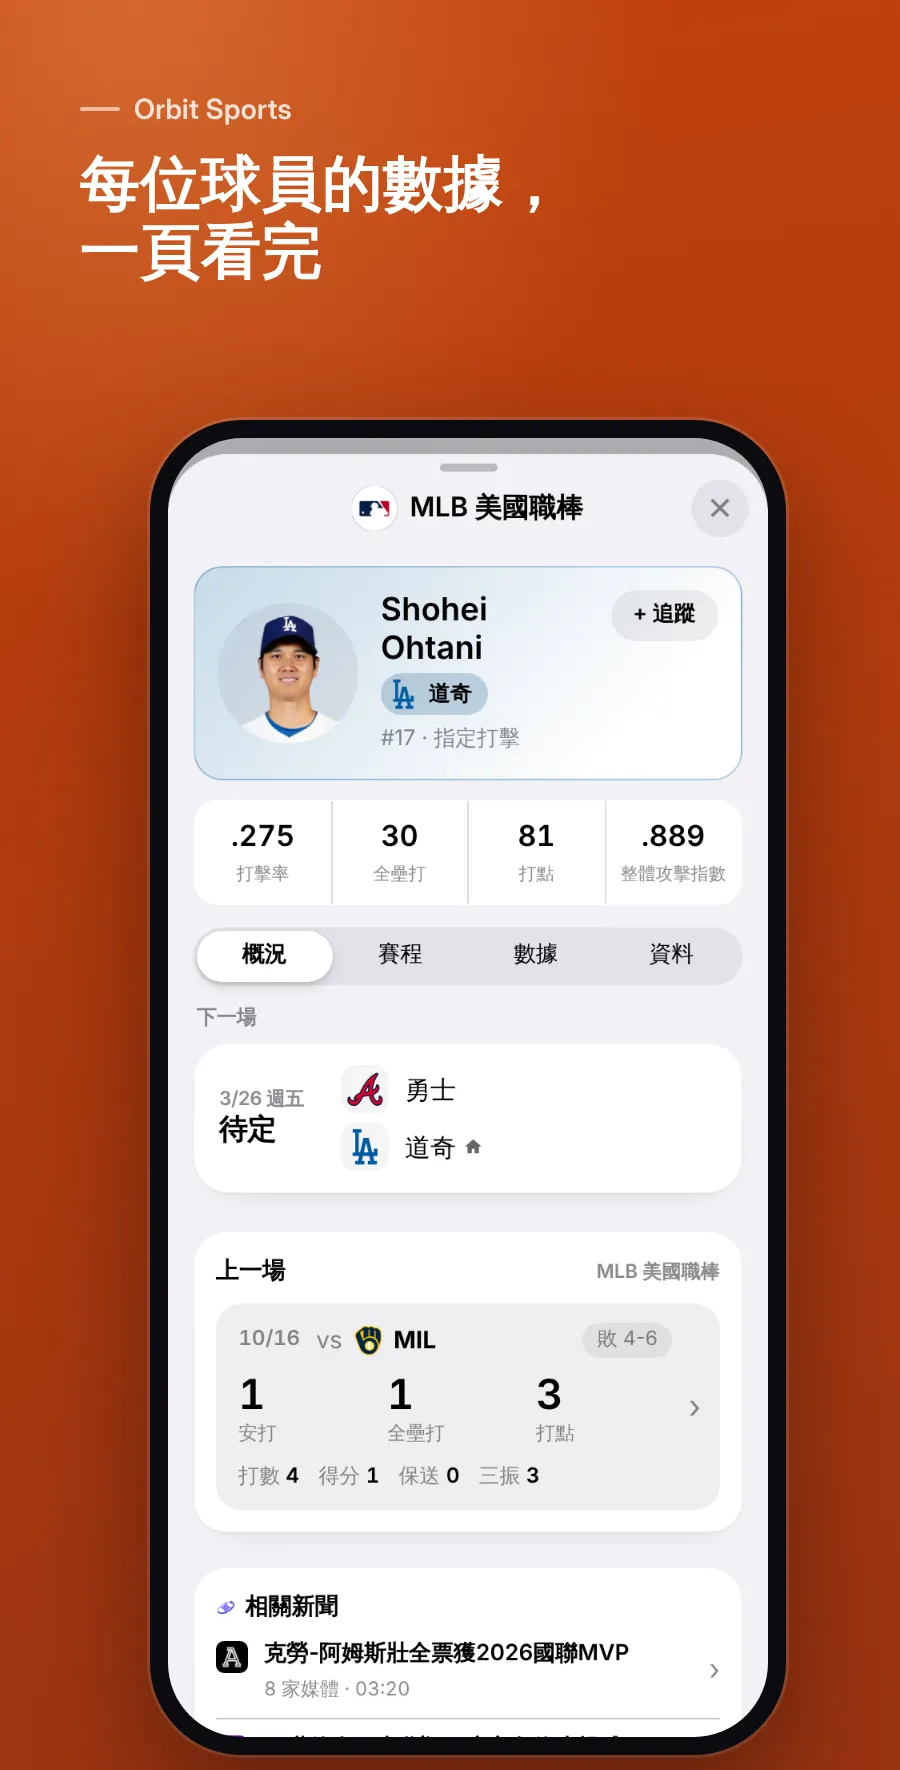 Orbit Sports
每位球員的數據，
一頁看完
MLB 美國職棒
Shohei
Ohtani
+ 追蹤
LA 道奇
#17 · 指定打擊
.275
打擊率
30
全壘打
81
打點
.889
整體攻擊指數
概況
賽程
數據
資料
下一場
3/26 週五
待定
勇士
道奇
上一場
MLB 美國職棒
10/16 vs MIL
敗 4-6
1
安打
1
全壘打
3
打點
打數 4 得分 1 保送 0 三振 3
相關新聞
克勞-阿姆斯壯全票獲2026國聯MVP
8 家媒體 · 03:20